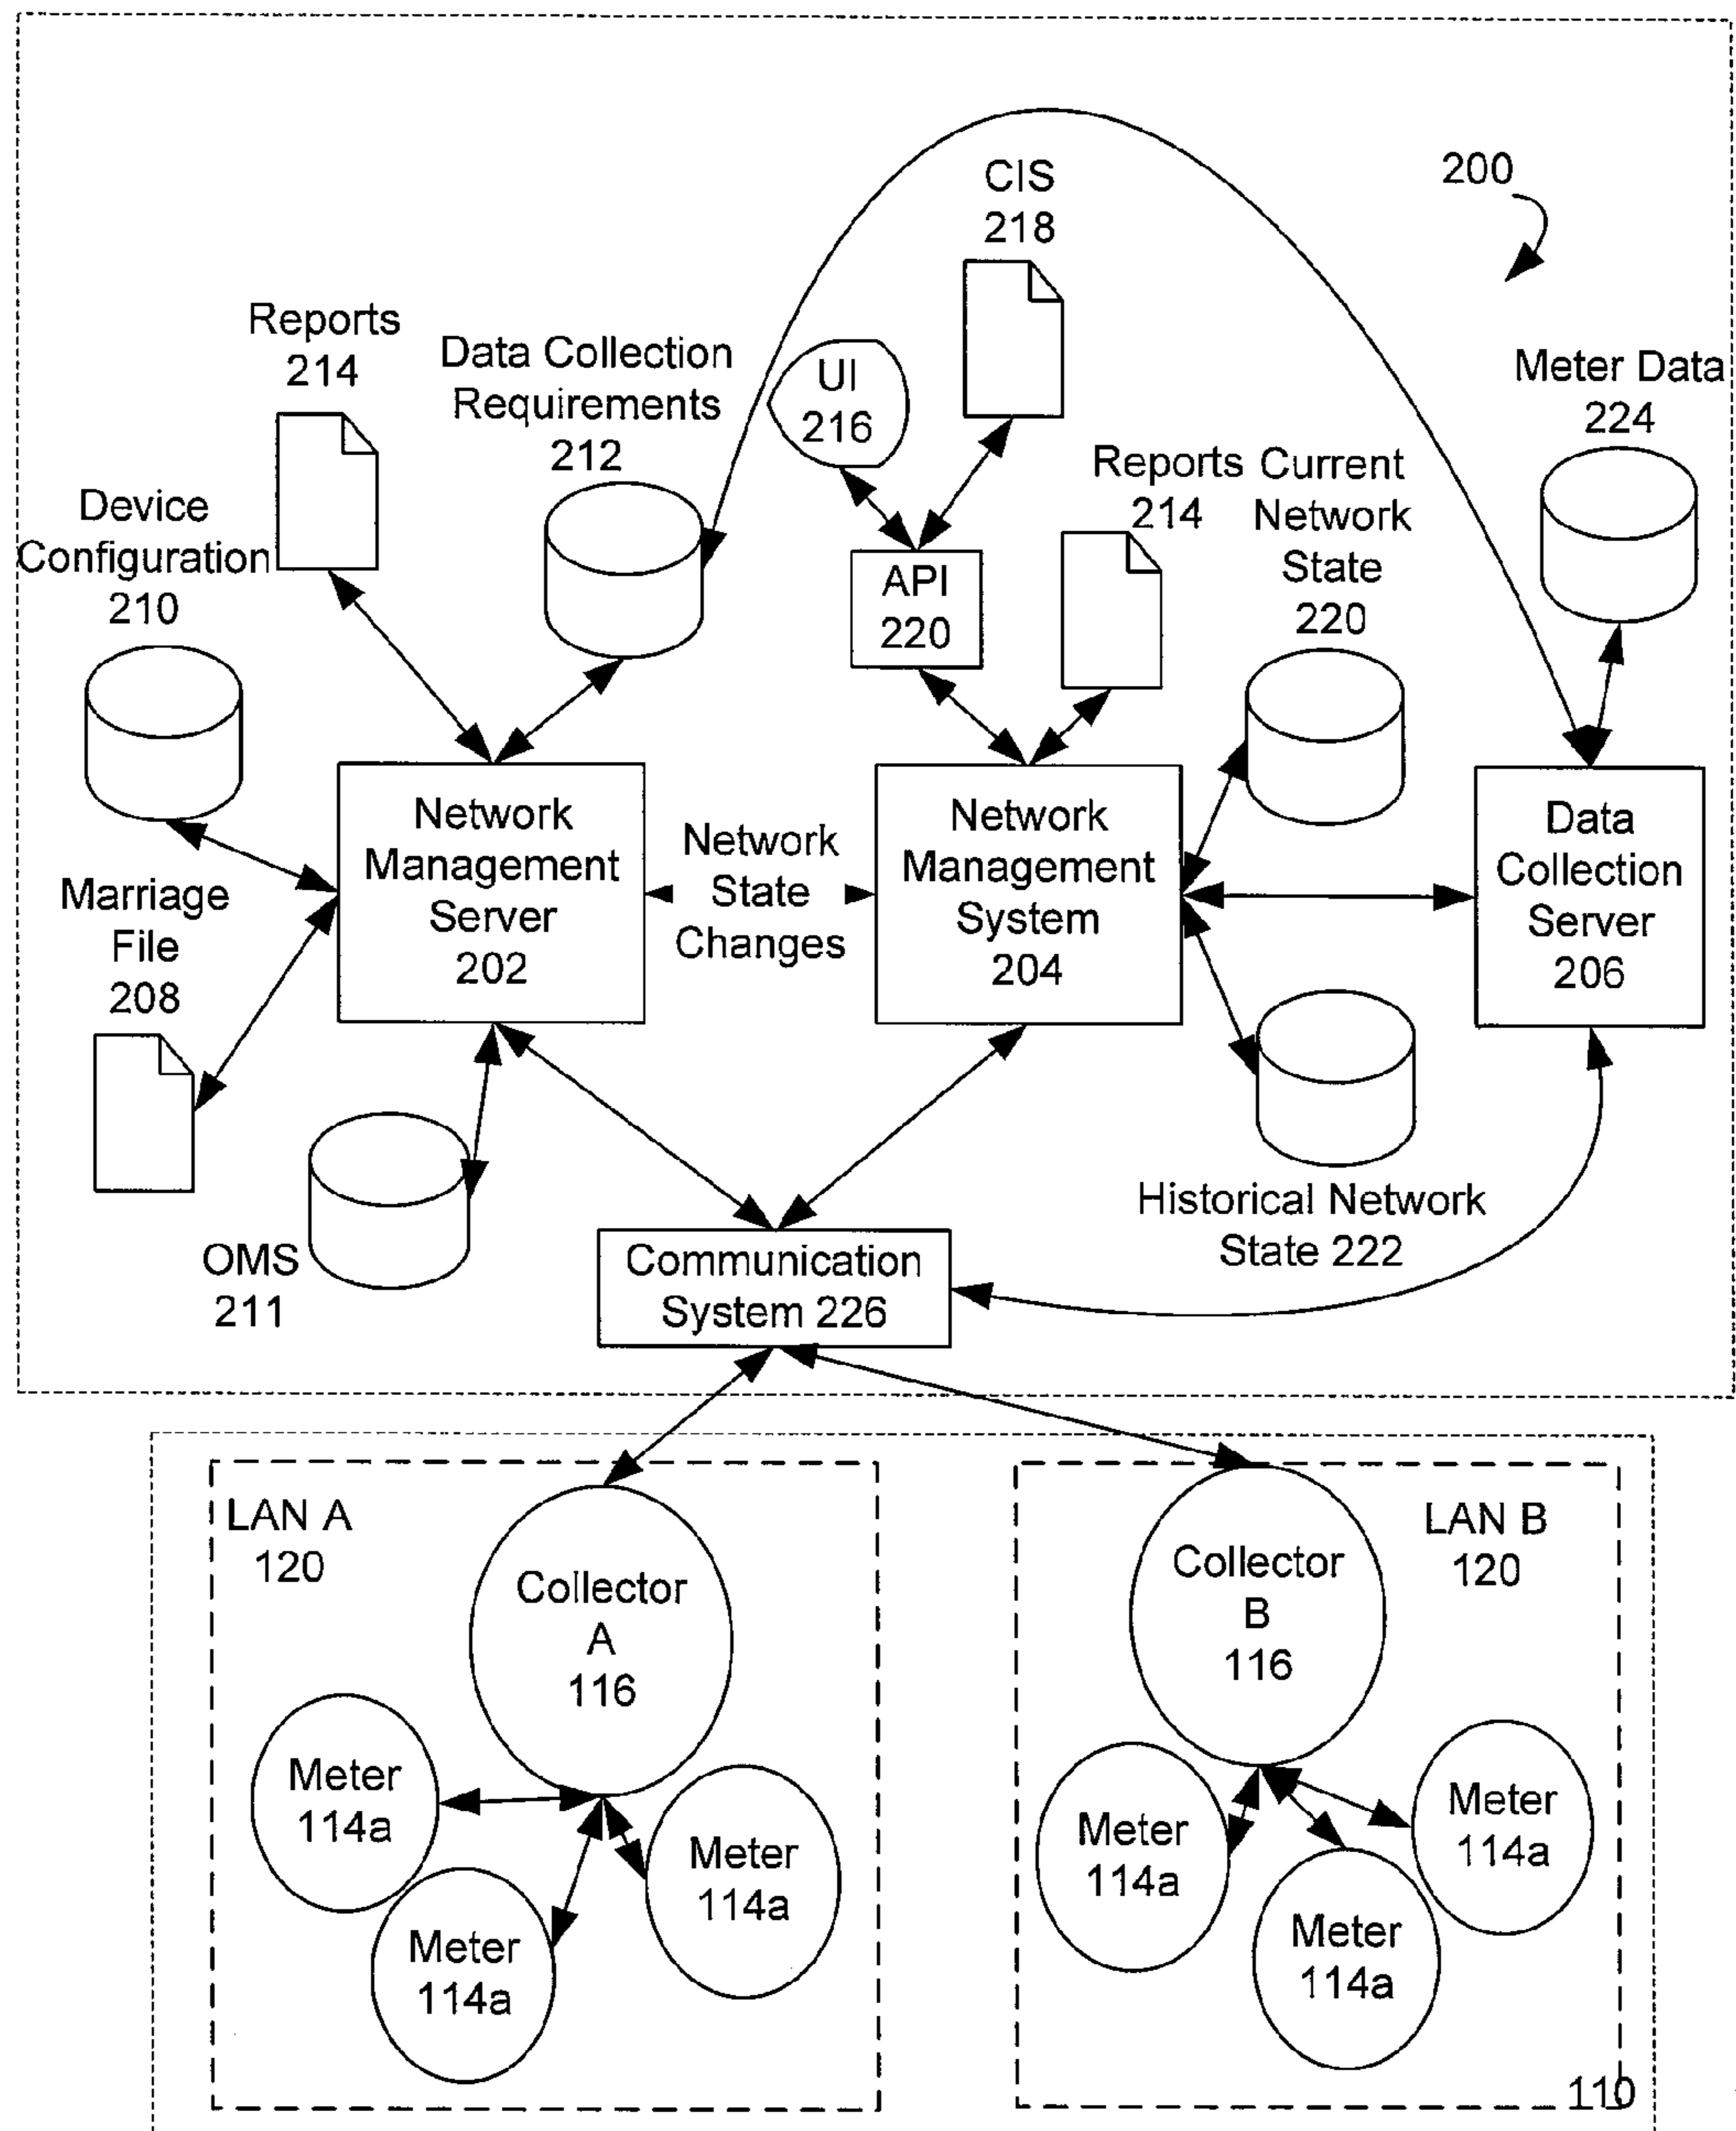 200
CIS
218
Reports
214
Data Collection
Requirements
212
UI
216
Meter Data
224
Device
Configuration
210
Reports
214
Current
Network
State
220
API
220
Network
Management
Server
202
Network
State
Changes
Network
Management
System
204
Data
Collection
Server
206
Marriage
File
208
OMS
211
Historical Network
State 222
Communication
System 226
LAN A
120
Collector
A
116
Meter
114a
Meter
114a
Meter
114a
LAN B
120
Collector
B
116
Meter
114a
Meter
114a
Meter
114a
110